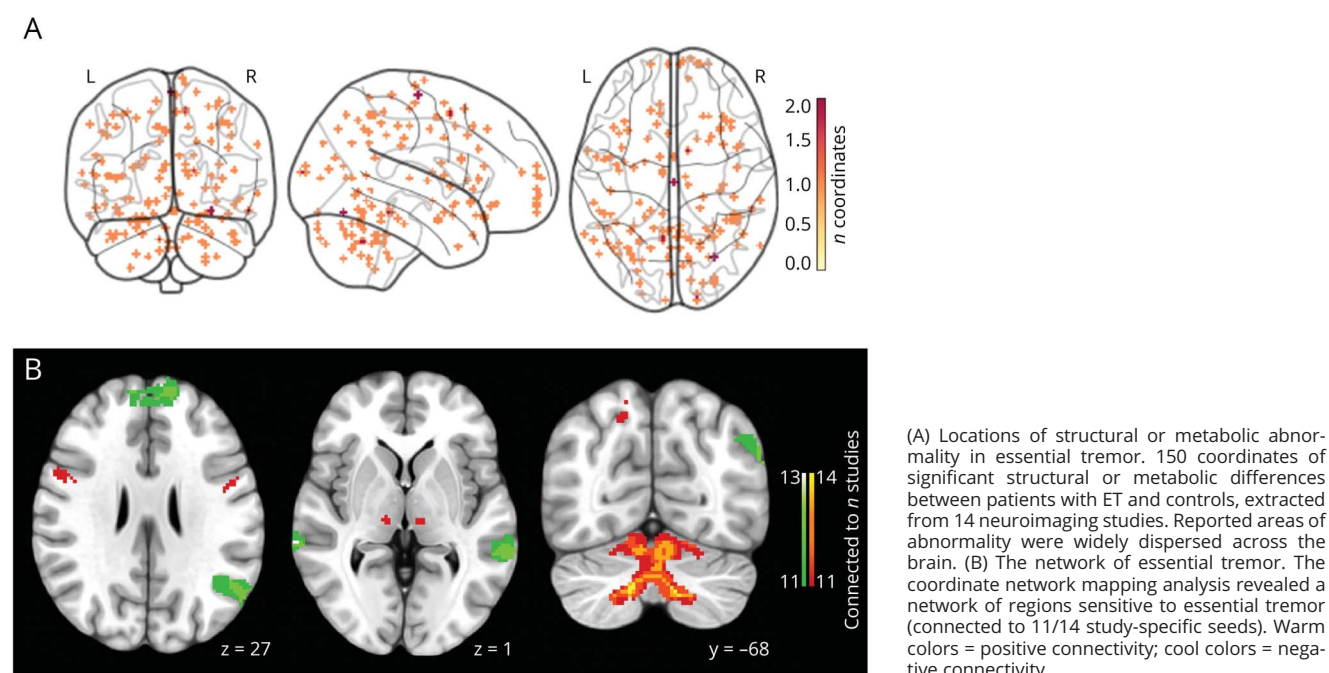 A
L
R
L
R
2.0
1.5
1.0
0.5
0.0
n coordinates
B
z = 27
z = 1
y = –68
13
14
11
11
Connected to n studies
(A) Locations of structural or metabolic abnor-
mality in essential tremor. 150 coordinates of
significant structural or metabolic differences
between patients with ET and controls, extracted
from 14 neuroimaging studies. Reported areas of
abnormality were widely dispersed across the
brain. (B) The network of essential tremor. The
coordinate network mapping analysis revealed a
network of regions sensitive to essential tremor
(connected to 11/14 study-specific seeds). Warm
colors = positive connectivity; cool colors = nega-
tive connectivity